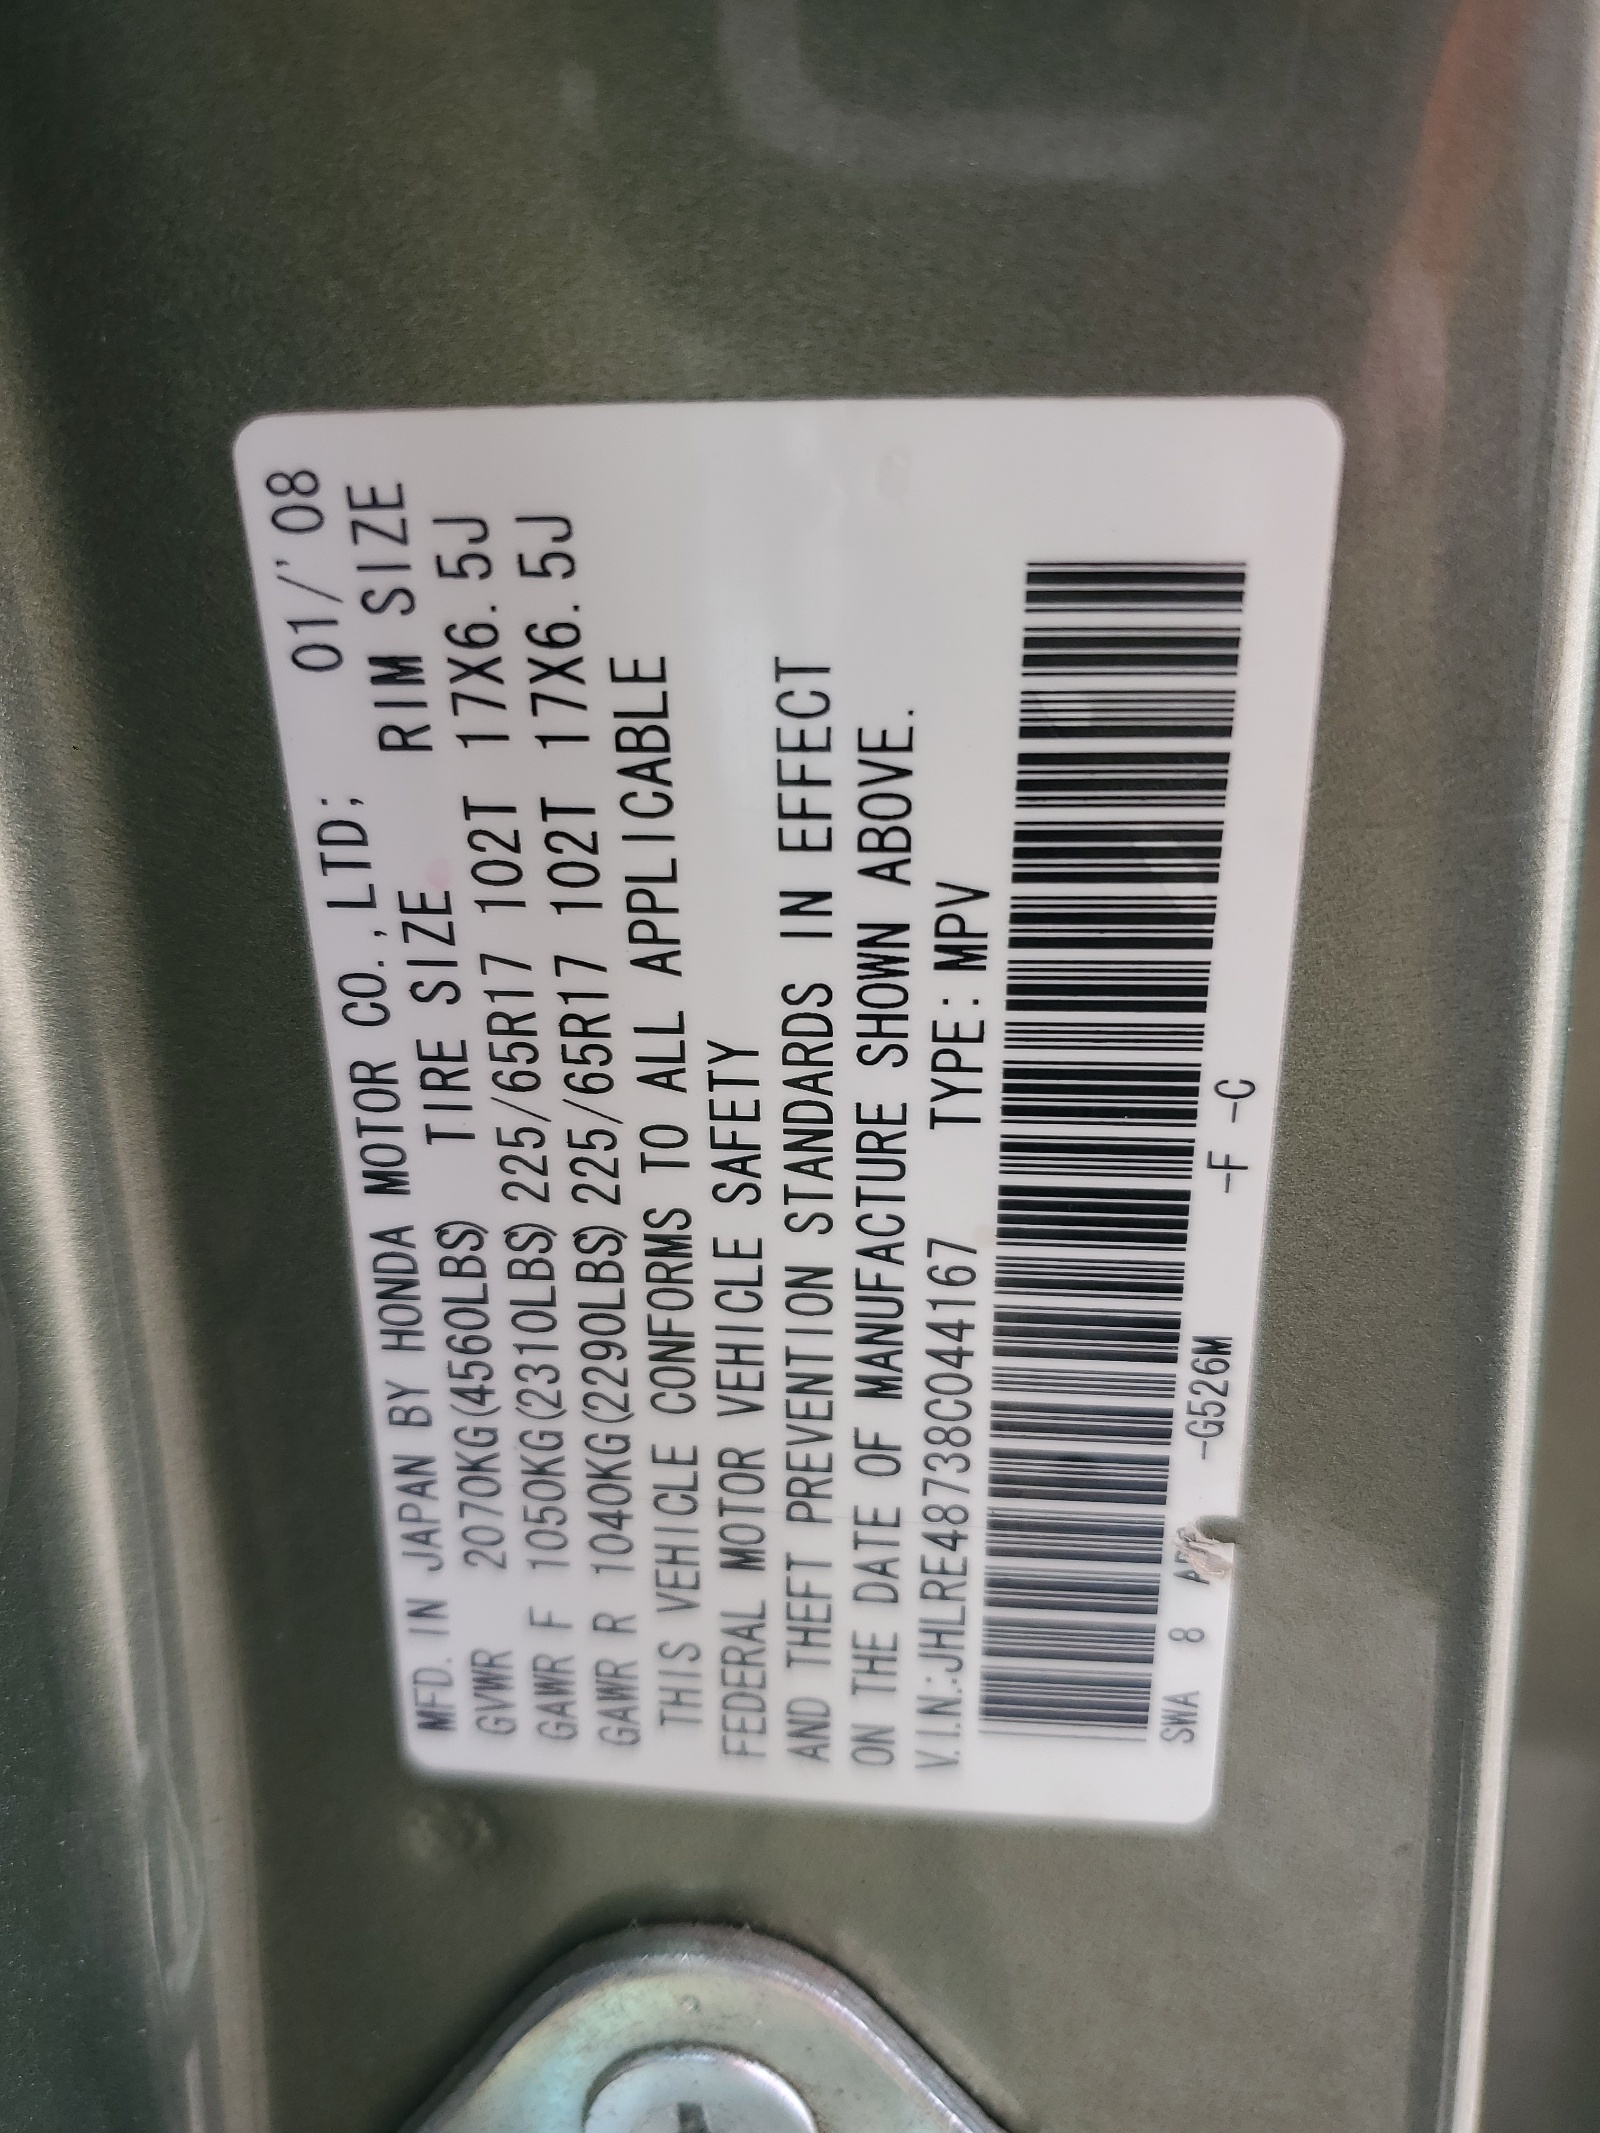 MFD. IN JAPAN BY HONDA MOTOR CO., LTD; 01/'08
TIRE SIZE RIM SIZE
GVWR 2070KG(4560LBS)
GAWR F 1050KG(2310LBS) 225/65R17 102T 17X6.5J
GAWR R 1040KG(2290LBS) 225/65R17 102T 17X6.5J
THIS VEHICLE CONFORMS TO ALL APPLICABLE
FEDERAL MOTOR VEHICLE SAFETY
AND THEFT PREVENTION STANDARDS IN EFFECT
ON THE DATE OF MANUFACTURE SHOWN ABOVE.
V.I.N.:JHLRE48738C044167 TYPE: MPV
SWA 8 -G526M -F -C